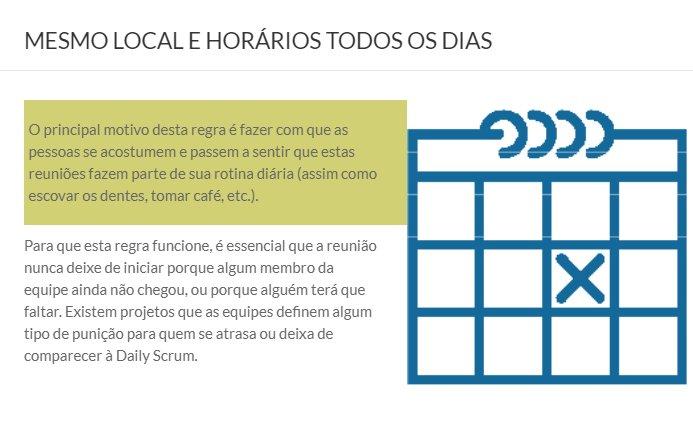 MESMO LOCAL E HORÁRIOS TODOS OS DIAS
O principal motivo desta regra é fazer com que as
pessoas se acostumem e passem a sentir que estas
reuniões fazem parte de sua rotina diária (assim como
escovar os dentes, tomar café, etc.).
Para que esta regra funcione, é essencial que a reunião
nunca deixe de iniciar porque algum membro da
equipe ainda não chegou, ou porque alguém terá que
faltar. Existem projetos que as equipes definem algum
tipo de punição para quem se atrasa ou deixa de
comparecer à Daily Scrum.